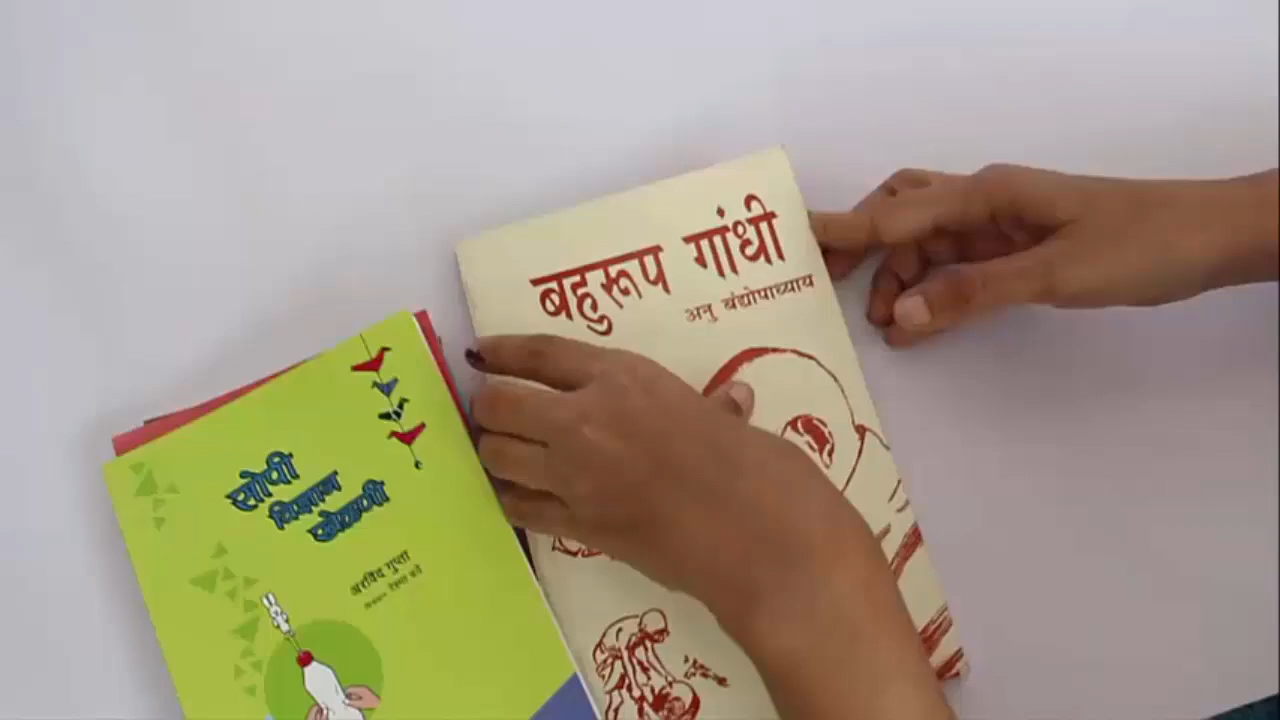 बहुरूप गांधी
अनु बंद्योपाध्याय
सोपी
विज्ञान
खेळणी
अरविंद गुप्ता